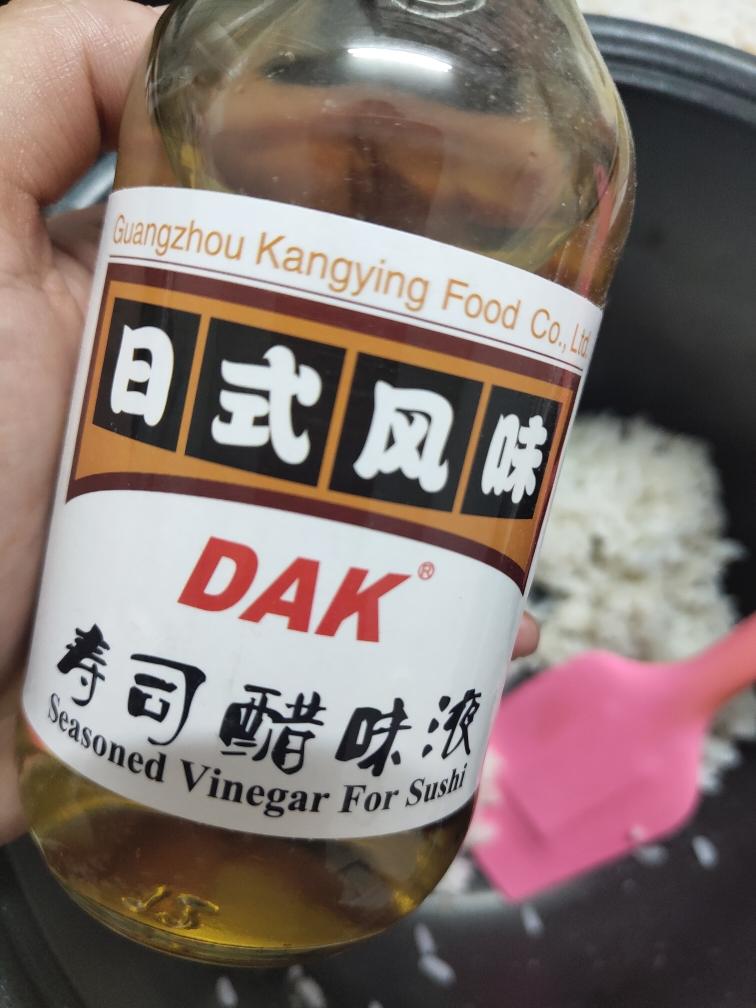 Guangzhou Kangying Food Co., Ltd.
日式风味
DAK®
寿司醋味液
Seasoned Vinegar For Sushi
15